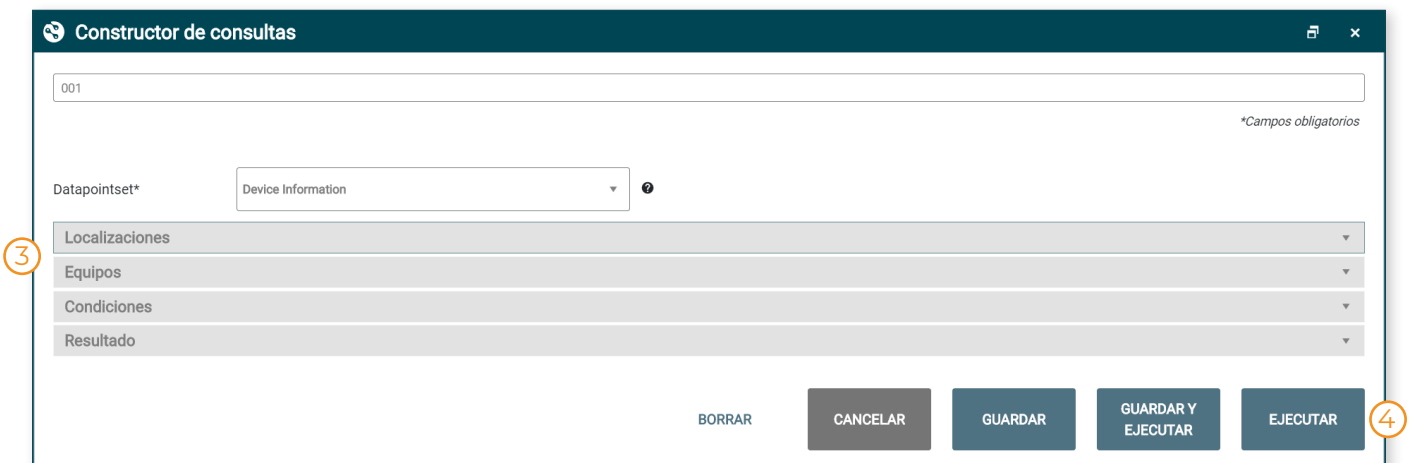 Constructor de consultas
001
*Campos obligatorios
Datapointset*
Device Information
?
Localizaciones
3
Equipos
Condiciones
Resultado
BORRAR
CANCELAR
GUARDAR
GUARDAR Y
EJECUTAR
EJECUTAR
4